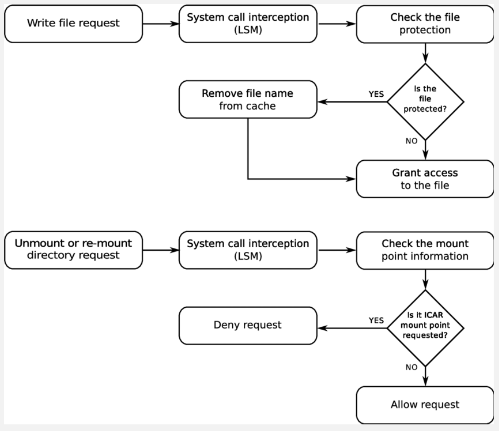 Write file request
System call interception
(LSM)
Check the file
protection
Is the
file
protected?
YES
NO
Remove file name
from cache
Grant access
to the file
Unmount or re-mount
directory request
System call interception
(LSM)
Check the mount
point information
Is it ICAR
mount point
requested?
YES
NO
Deny request
Allow request